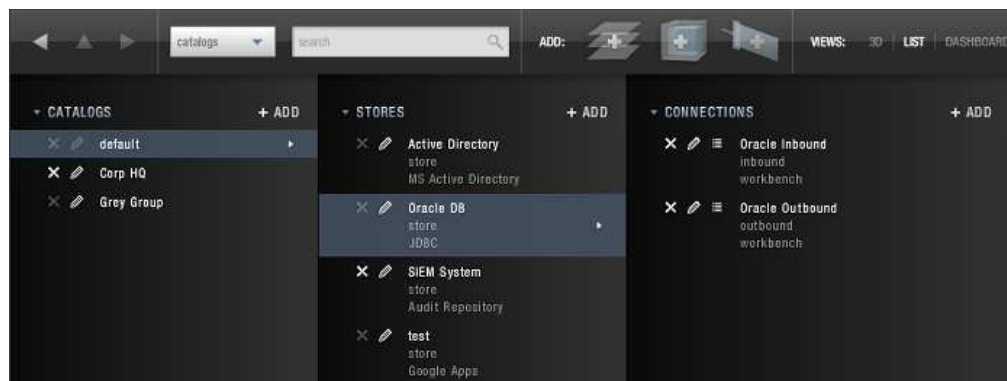 catalogs
search
ADD:
VIEWS: 3D | LIST | DASHBOARD
CATALOGS + ADD
default
Corp HQ
Grey Group
STORES + ADD
Active Directory
store
MS Active Directory
Oracle DB
store
JDBC
SiEM System
store
Audit Repository
test
store
Google Apps
CONNECTIONS + ADD
Oracle Inbound
inbound
workbench
Oracle Outbound
outbound
workbench